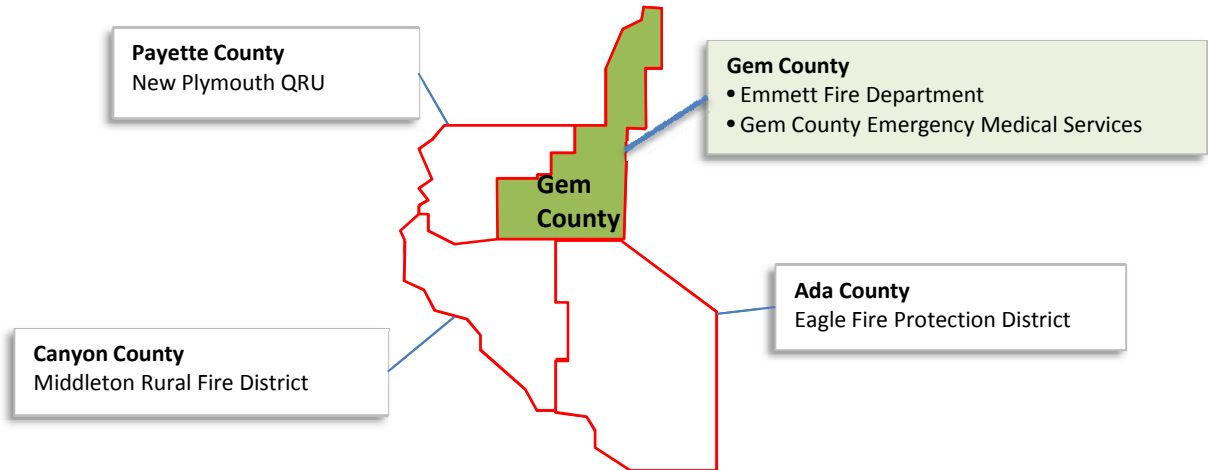 Payette County
New Plymouth QRU
Gem County
• Emmett Fire Department
• Gem County Emergency Medical Services
Gem
County
Ada County
Eagle Fire Protection District
Canyon County
Middleton Rural Fire District